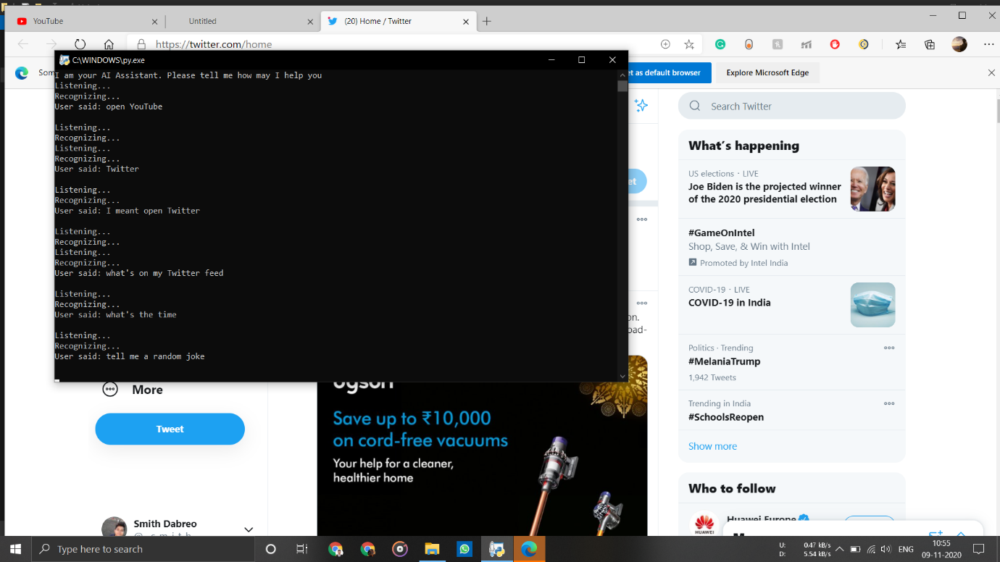 YouTube
Untitled
(20) Home / Twitter
https://twitter.com/home
C:\WINDOWS\py.exe
as default browser
Explore Microsoft Edge
I am your AI Assistant. Please tell me how may I help you
Listening...
Recognizing...
User said: open YouTube
Listening...
Recognizing...
Listening...
Recognizing...
User said: Twitter
Listening...
Recognizing...
User said: I meant open Twitter
Listening...
Recognizing...
Listening...
Recognizing...
User said: what's on my Twitter feed
Listening...
Recognizing...
User said: what's the time
Listening...
Recognizing...
User said: tell me a random joke
More
Tweet
Smith Dabreo
dyson
Save up to ₹10,000
on cord-free vacuums
Your help for a cleaner,
healthier home
Search Twitter
What's happening
US elections · LIVE
Joe Biden is the projected winner
of the 2020 presidential election
#GameOnIntel
Shop, Save, & Win with Intel
Promoted by Intel India
COVID-19 · LIVE
COVID-19 in India
Politics · Trending
#MelaniaTrump
1,942 Tweets
Trending in India
#SchoolsReopen
Show more
Who to follow
HUAWEI
Huawei Europe
Type here to search
U: 0.47 kB/s
D: 5.54 kB/s
ENG
10:55
09-11-2020